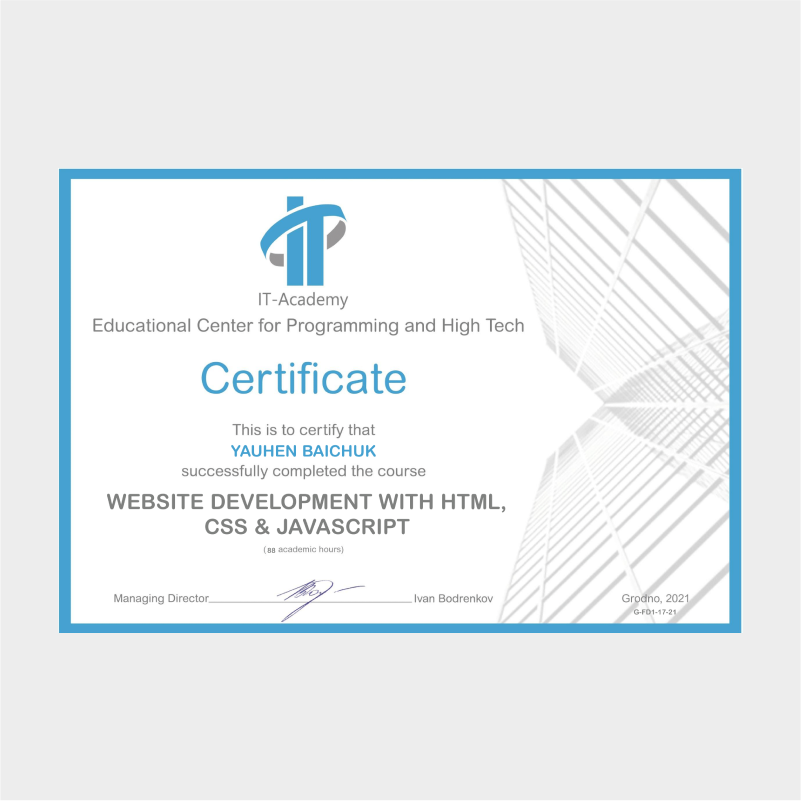 IT-Academy
Educational Center for Programming and High Tech
Certificate
This is to certify that
YAUHEN BAICHUK
successfully completed the course
WEBSITE DEVELOPMENT WITH HTML,
CSS & JAVASCRIPT
( 88 academic hours)
Managing Director Ivan Bodrenkov
Grodno, 2021
G-FD1-17-21